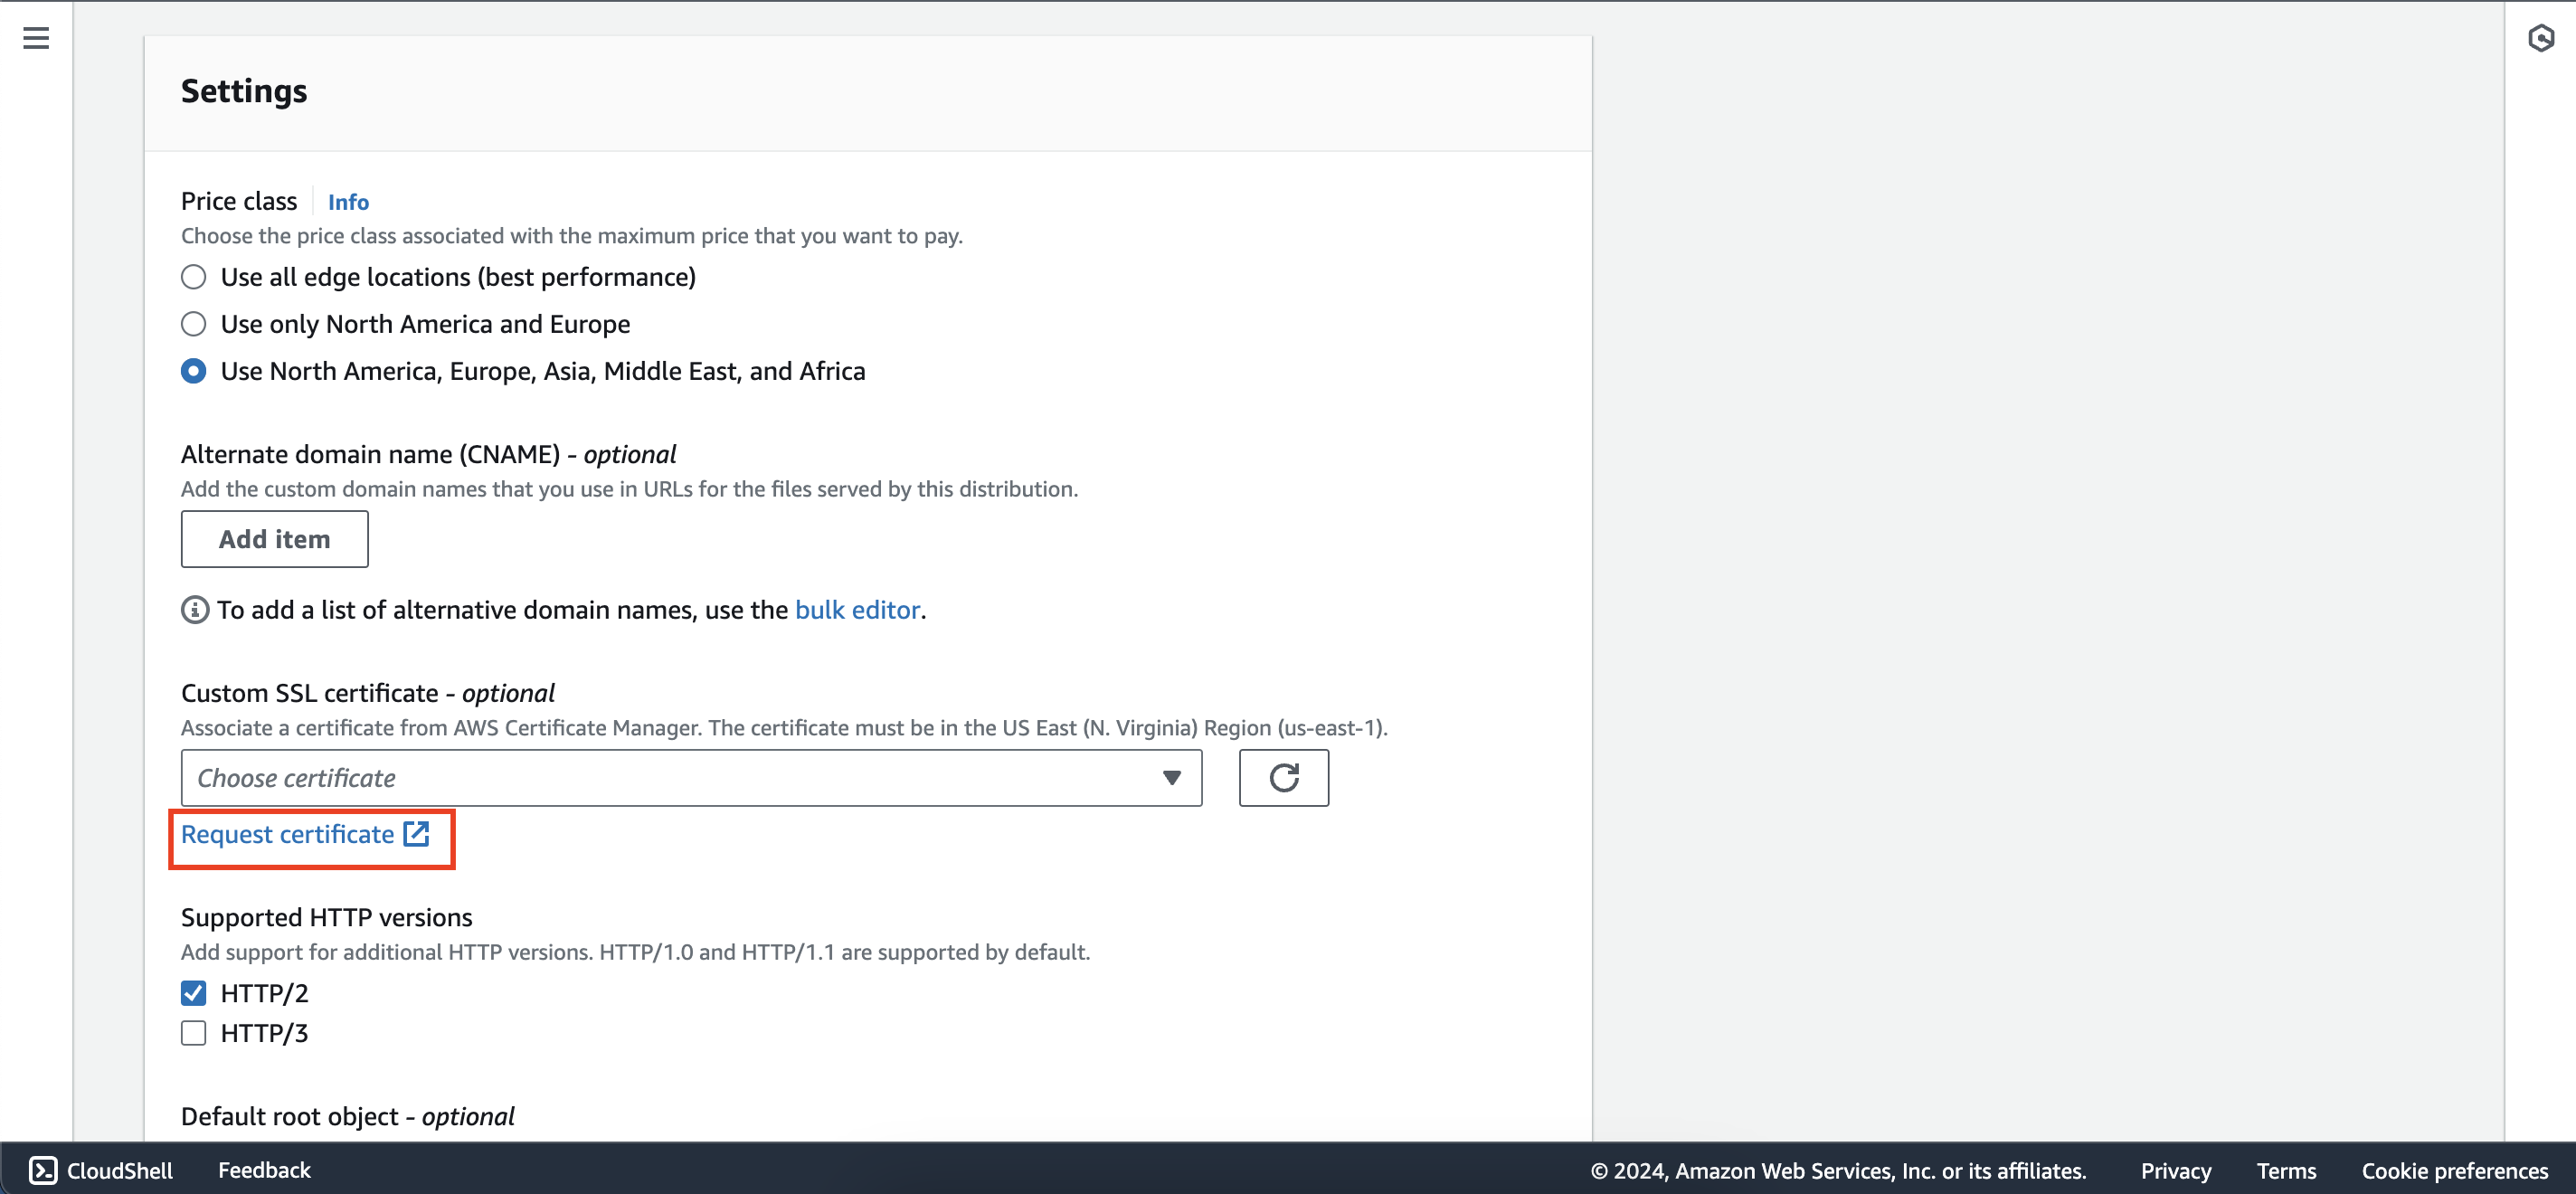 Settings
Price class Info
Choose the price class associated with the maximum price that you want to pay.
Use all edge locations (best performance)
Use only North America and Europe
Use North America, Europe, Asia, Middle East, and Africa
Alternate domain name (CNAME) - optional
Add the custom domain names that you use in URLs for the files served by this distribution.
Add item
To add a list of alternative domain names, use the bulk editor.
Custom SSL certificate - optional
Associate a certificate from AWS Certificate Manager. The certificate must be in the US East (N. Virginia) Region (us-east-1).
Choose certificate
Request certificate
Supported HTTP versions
Add support for additional HTTP versions. HTTP/1.0 and HTTP/1.1 are supported by default.
HTTP/2
HTTP/3
Default root object - optional
CloudShell Feedback © 2024, Amazon Web Services, Inc. or its affiliates. Privacy Terms Cookie preferences